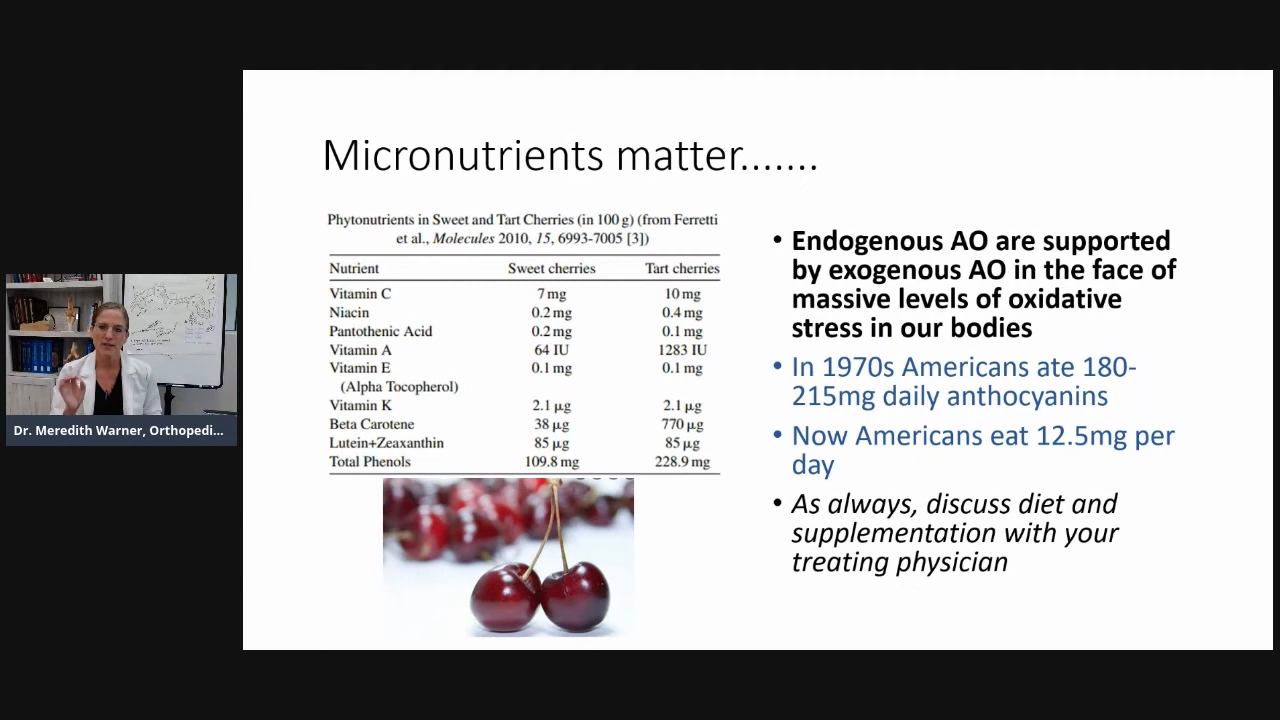 Micronutrients matter.......
Phytonutrients in Sweet and Tart Cherries (in 100 g) (from Ferretti
et al., Molecules 2010, 15, 6993-7005 [3])
Nutrient Sweet cherries Tart cherries
Vitamin C 7 mg 10 mg
Niacin 0.2 mg 0.4 mg
Pantothenic Acid 0.2 mg 0.1 mg
Vitamin A 64 IU 1283 IU
Vitamin E 0.1 mg 0.1 mg
(Alpha Tocopherol)
Vitamin K 2.1 μg 2.1 μg
Beta Carotene 38 μg 770 μg
Lutein+Zeaxanthin 85 μg 85 μg
Total Phenols 109.8 mg 228.9 mg
• Endogenous AO are supported
by exogenous AO in the face of
massive levels of oxidative
stress in our bodies
• In 1970s Americans ate 180-
215mg daily anthocyanins
• Now Americans eat 12.5mg per
day
• As always, discuss diet and
supplementation with your
treating physician
Dr. Meredith Warner, Orthopedi...